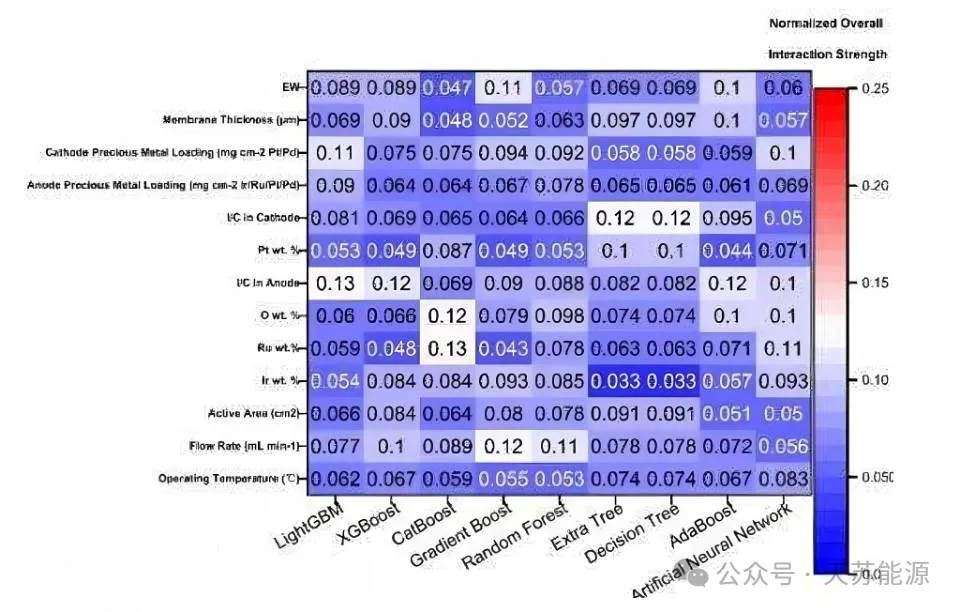 Normalized Overall
Interaction Strength
EW 0.089 0.089 0.047 0.11 0.057 0.069 0.069 0.1 0.06
Membrane Thickness (μm) 0.069 0.09 0.048 0.052 0.063 0.097 0.097 0.1 0.057
Cathode Precious Metal Loading (mg cm-2 Pt/Pd) 0.11 0.075 0.075 0.094 0.092 0.058 0.058 0.059 0.1
Anode Precious Metal Loading (mg cm-2 Ir/Ru/Pt/Pd) 0.09 0.064 0.064 0.067 0.078 0.065 0.065 0.061 0.069
I/C in Cathode 0.081 0.069 0.065 0.064 0.066 0.12 0.12 0.095 0.05
Pt wt. % 0.053 0.049 0.087 0.049 0.053 0.1 0.1 0.044 0.071
I/C in Anode 0.13 0.12 0.069 0.09 0.088 0.082 0.082 0.12 0.1
O wt. % 0.06 0.066 0.12 0.079 0.098 0.074 0.074 0.1 0.1
Ru wt.% 0.059 0.048 0.13 0.043 0.078 0.063 0.063 0.071 0.11
Ir wt. % 0.054 0.084 0.084 0.093 0.085 0.033 0.033 0.057 0.093
Active Area (cm2) 0.066 0.084 0.064 0.08 0.078 0.091 0.091 0.051 0.05
Flow Rate (mL min-1) 0.077 0.1 0.089 0.12 0.11 0.078 0.078 0.072 0.056
Operating Temperature (℃) 0.062 0.067 0.059 0.055 0.053 0.074 0.074 0.067 0.083
LightGBM XGBoost CatBoost Gradient Boost Random Forest Extra Tree Decision Tree AdaBoost Artificial Neural Network
0.25
0.20
0.15
0.10
0.050
0.0
公众号 · 天苏能源